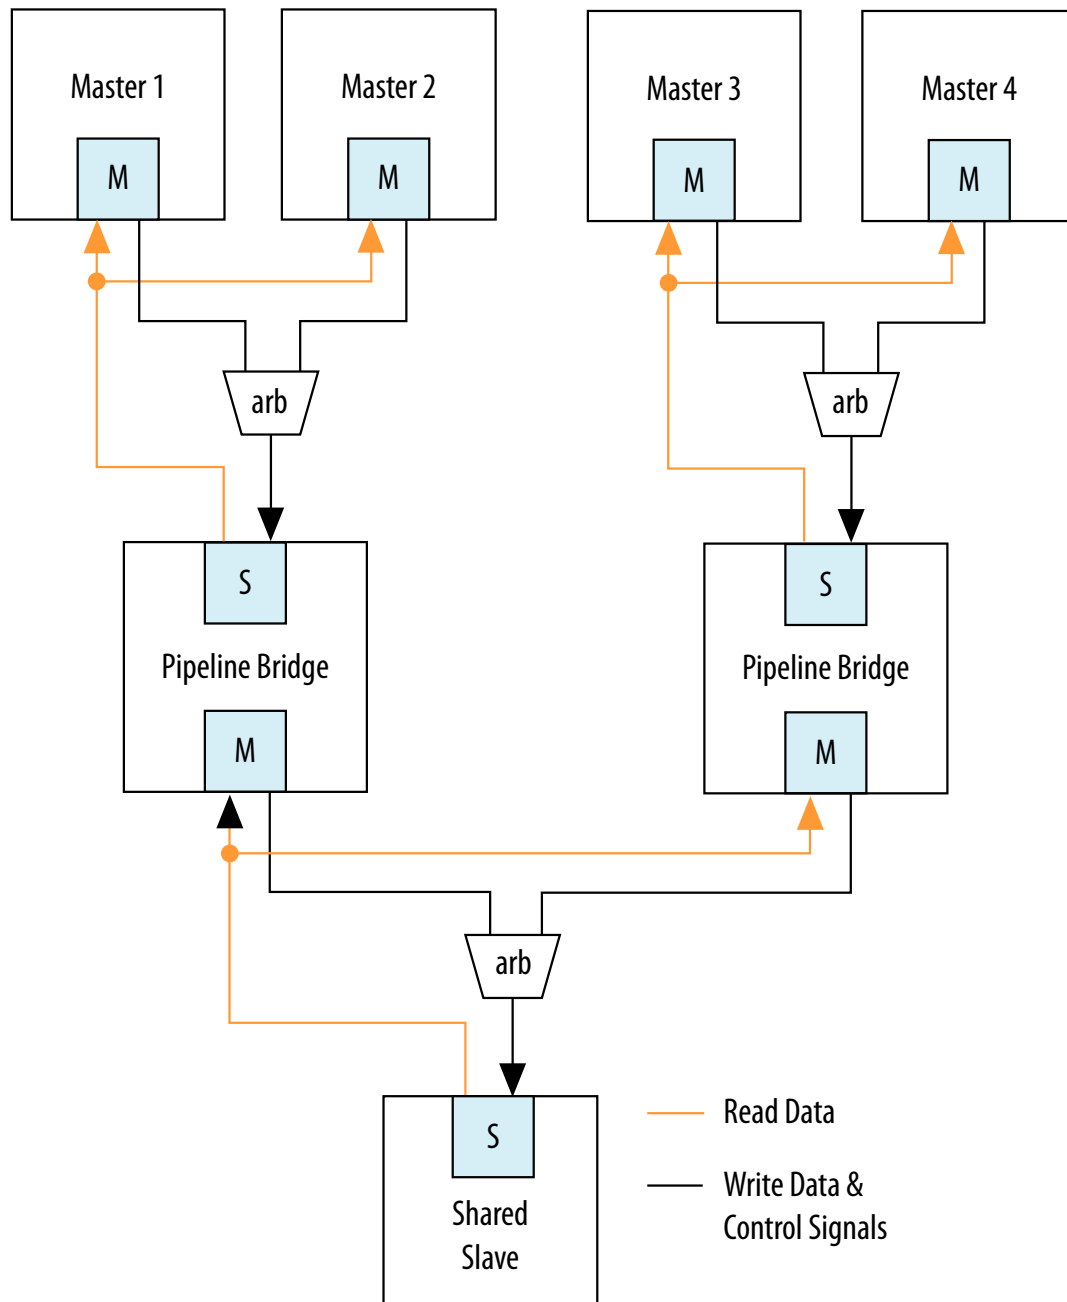 Master 1
Master 2
Master 3
Master 4
M
M
M
M
arb
arb
S
S
Pipeline Bridge
Pipeline Bridge
M
M
arb
S
Shared
Slave
Read Data
Write Data &
Control Signals